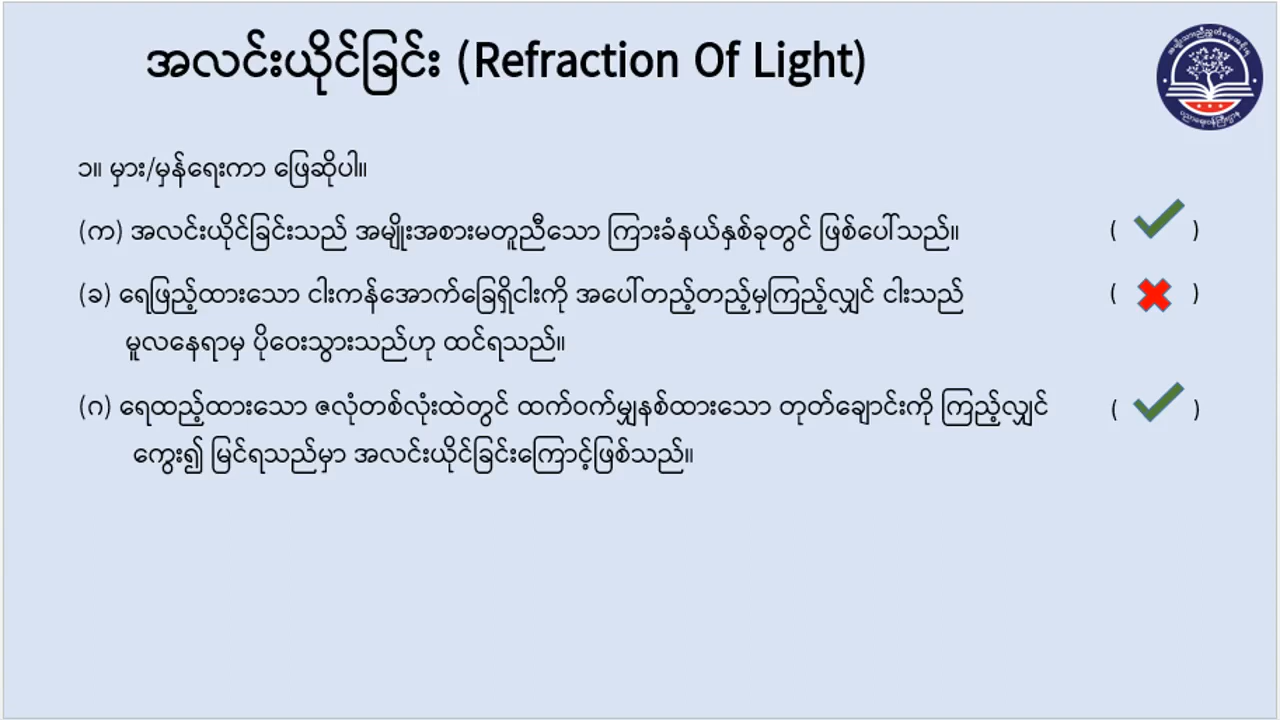 အလင်းယိုင်ခြင်း (Refraction Of Light)
၁။ မှား/မှန်ရေးကာ ဖြေဆိုပါ။
(က) အလင်းယိုင်ခြင်းသည် အမျိုးအစားမတူညီသော ကြားခံနယ်နှစ်ခုတွင် ဖြစ်ပေါ်သည်။ ( ✓ )
(ခ) ရေဖြည့်ထားသော ငါးကန်အောက်ခြေရှိငါးကို အပေါ်တည့်တည့်မှကြည့်လျှင် ငါးသည် ( ✗ )
မူလနေရာမှ ပိုဝေးသွားသည်ဟု ထင်ရသည်။
(ဂ) ရေထည့်ထားသော ဇလုံတစ်လုံးထဲတွင် ထက်ဝက်မျှနစ်ထားသော တုတ်ချောင်းကို ကြည့်လျှင် ( ✓ )
ကွေး၍ မြင်ရသည်မှာ အလင်းယိုင်ခြင်းကြောင့်ဖြစ်သည်။